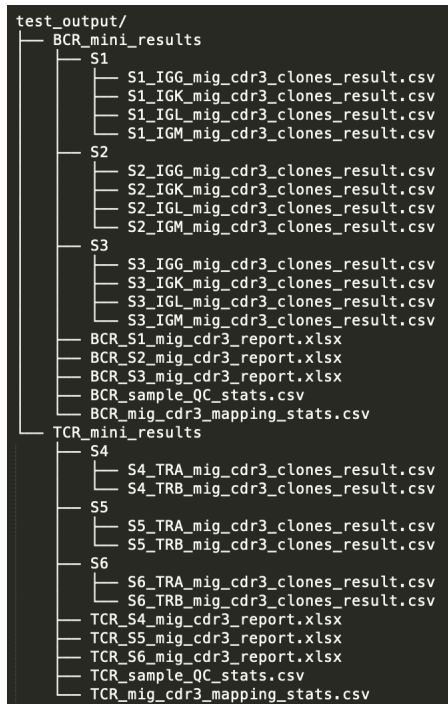 test_output/
├── BCR_mini_results
│   ├── S1
│   │   ├── S1_IGG_mig_cdr3_clones_result.csv
│   │   ├── S1_IGK_mig_cdr3_clones_result.csv
│   │   ├── S1_IGL_mig_cdr3_clones_result.csv
│   │   └── S1_IGM_mig_cdr3_clones_result.csv
│   ├── S2
│   │   ├── S2_IGG_mig_cdr3_clones_result.csv
│   │   ├── S2_IGK_mig_cdr3_clones_result.csv
│   │   ├── S2_IGL_mig_cdr3_clones_result.csv
│   │   └── S2_IGM_mig_cdr3_clones_result.csv
│   ├── S3
│   │   ├── S3_IGG_mig_cdr3_clones_result.csv
│   │   ├── S3_IGK_mig_cdr3_clones_result.csv
│   │   ├── S3_IGL_mig_cdr3_clones_result.csv
│   │   └── S3_IGM_mig_cdr3_clones_result.csv
│   ├── BCR_S1_mig_cdr3_report.xlsx
│   ├── BCR_S2_mig_cdr3_report.xlsx
│   ├── BCR_S3_mig_cdr3_report.xlsx
│   ├── BCR_sample_QC_stats.csv
│   └── BCR_mig_cdr3_mapping_stats.csv
└── TCR_mini_results
    ├── S4
    │   ├── S4_TRA_mig_cdr3_clones_result.csv
    │   └── S4_TRB_mig_cdr3_clones_result.csv
    ├── S5
    │   ├── S5_TRA_mig_cdr3_clones_result.csv
    │   └── S5_TRB_mig_cdr3_clones_result.csv
    ├── S6
    │   ├── S6_TRA_mig_cdr3_clones_result.csv
    │   └── S6_TRB_mig_cdr3_clones_result.csv
    ├── TCR_S4_mig_cdr3_report.xlsx
    ├── TCR_S5_mig_cdr3_report.xlsx
    ├── TCR_S6_mig_cdr3_report.xlsx
    ├── TCR_sample_QC_stats.csv
    └── TCR_mig_cdr3_mapping_stats.csv